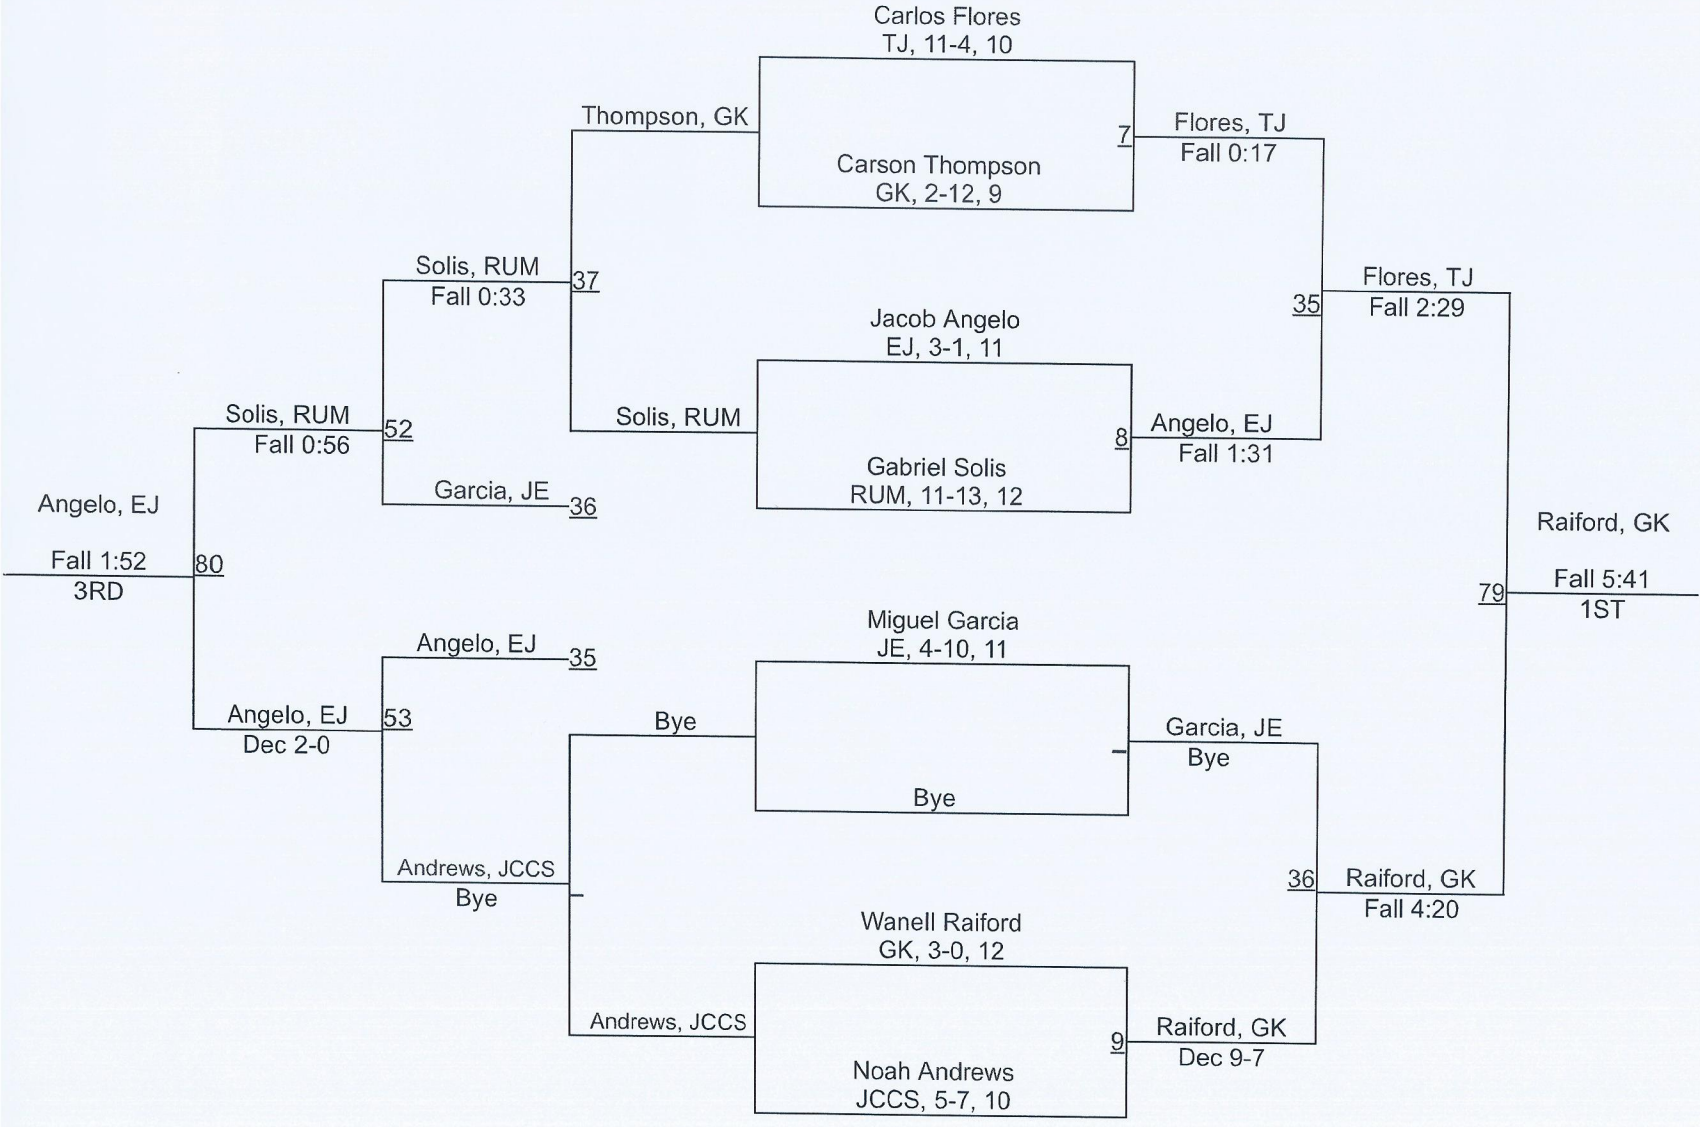 Carlos Flores
TJ, 11-4, 10
Thompson, GK
7
Flores, TJ
Fall 0:17
Carson Thompson
GK, 2-12, 9
Solis, RUM
Fall 0:33
37
Flores, TJ
Fall 2:29
35
Jacob Angelo
EJ, 3-1, 11
Solis, RUM
Fall 0:56
52
Solis, RUM
8
Angelo, EJ
Fall 1:31
Gabriel Solis
RUM, 11-13, 12
Garcia, JE
36
Angelo, EJ
Fall 1:52
3RD
80
Raiford, GK
Fall 5:41
1ST
79
Miguel Garcia
JE, 4-10, 11
Angelo, EJ
35
Angelo, EJ
Dec 2-0
53
Bye
Garcia, JE
Bye
Bye
Andrews, JCCS
Bye
36
Raiford, GK
Fall 4:20
Wanell Raiford
GK, 3-0, 12
Andrews, JCCS
9
Raiford, GK
Dec 9-7
Noah Andrews
JCCS, 5-7, 10